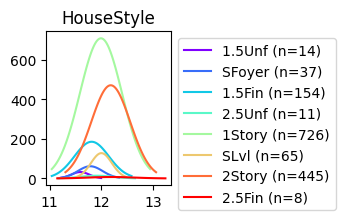 HouseStyle
600
400
200
0
11
12
13
1.5Unf (n=14)
SFoyer (n=37)
1.5Fin (n=154)
2.5Unf (n=11)
1Story (n=726)
SLvl (n=65)
2Story (n=445)
2.5Fin (n=8)